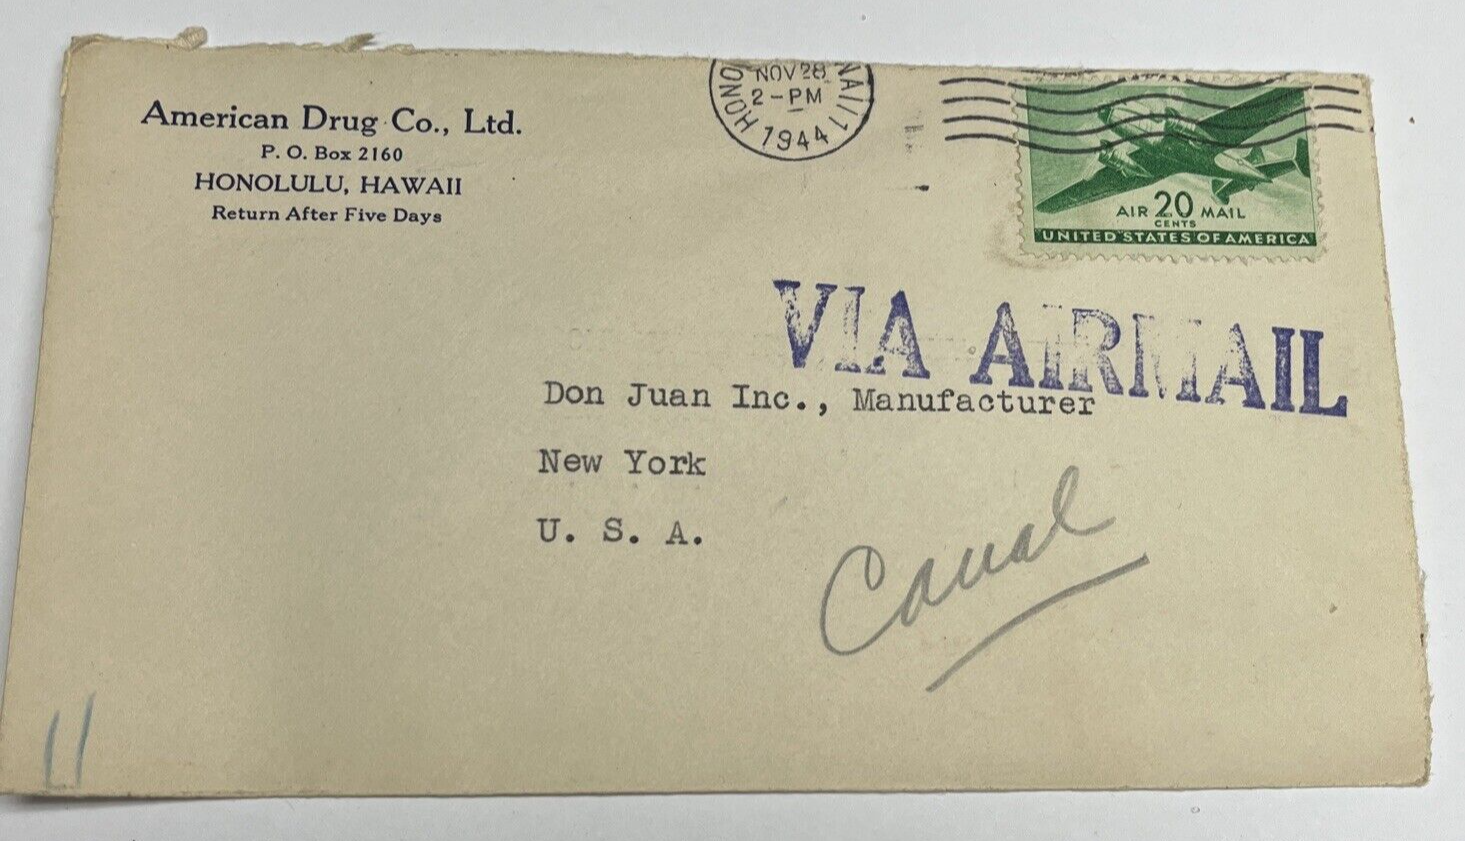 American Drug Co., Ltd.
P. O. Box 2160
HONOLULU, HAWAII
Return After Five Days
NOV 28
2-PM
1944
AIR 20 MAIL
CENTS
UNITED STATES OF AMERICA
VIA AIRMAIL
Don Juan Inc., Manufacturer
New York
U. S. A.
Canal